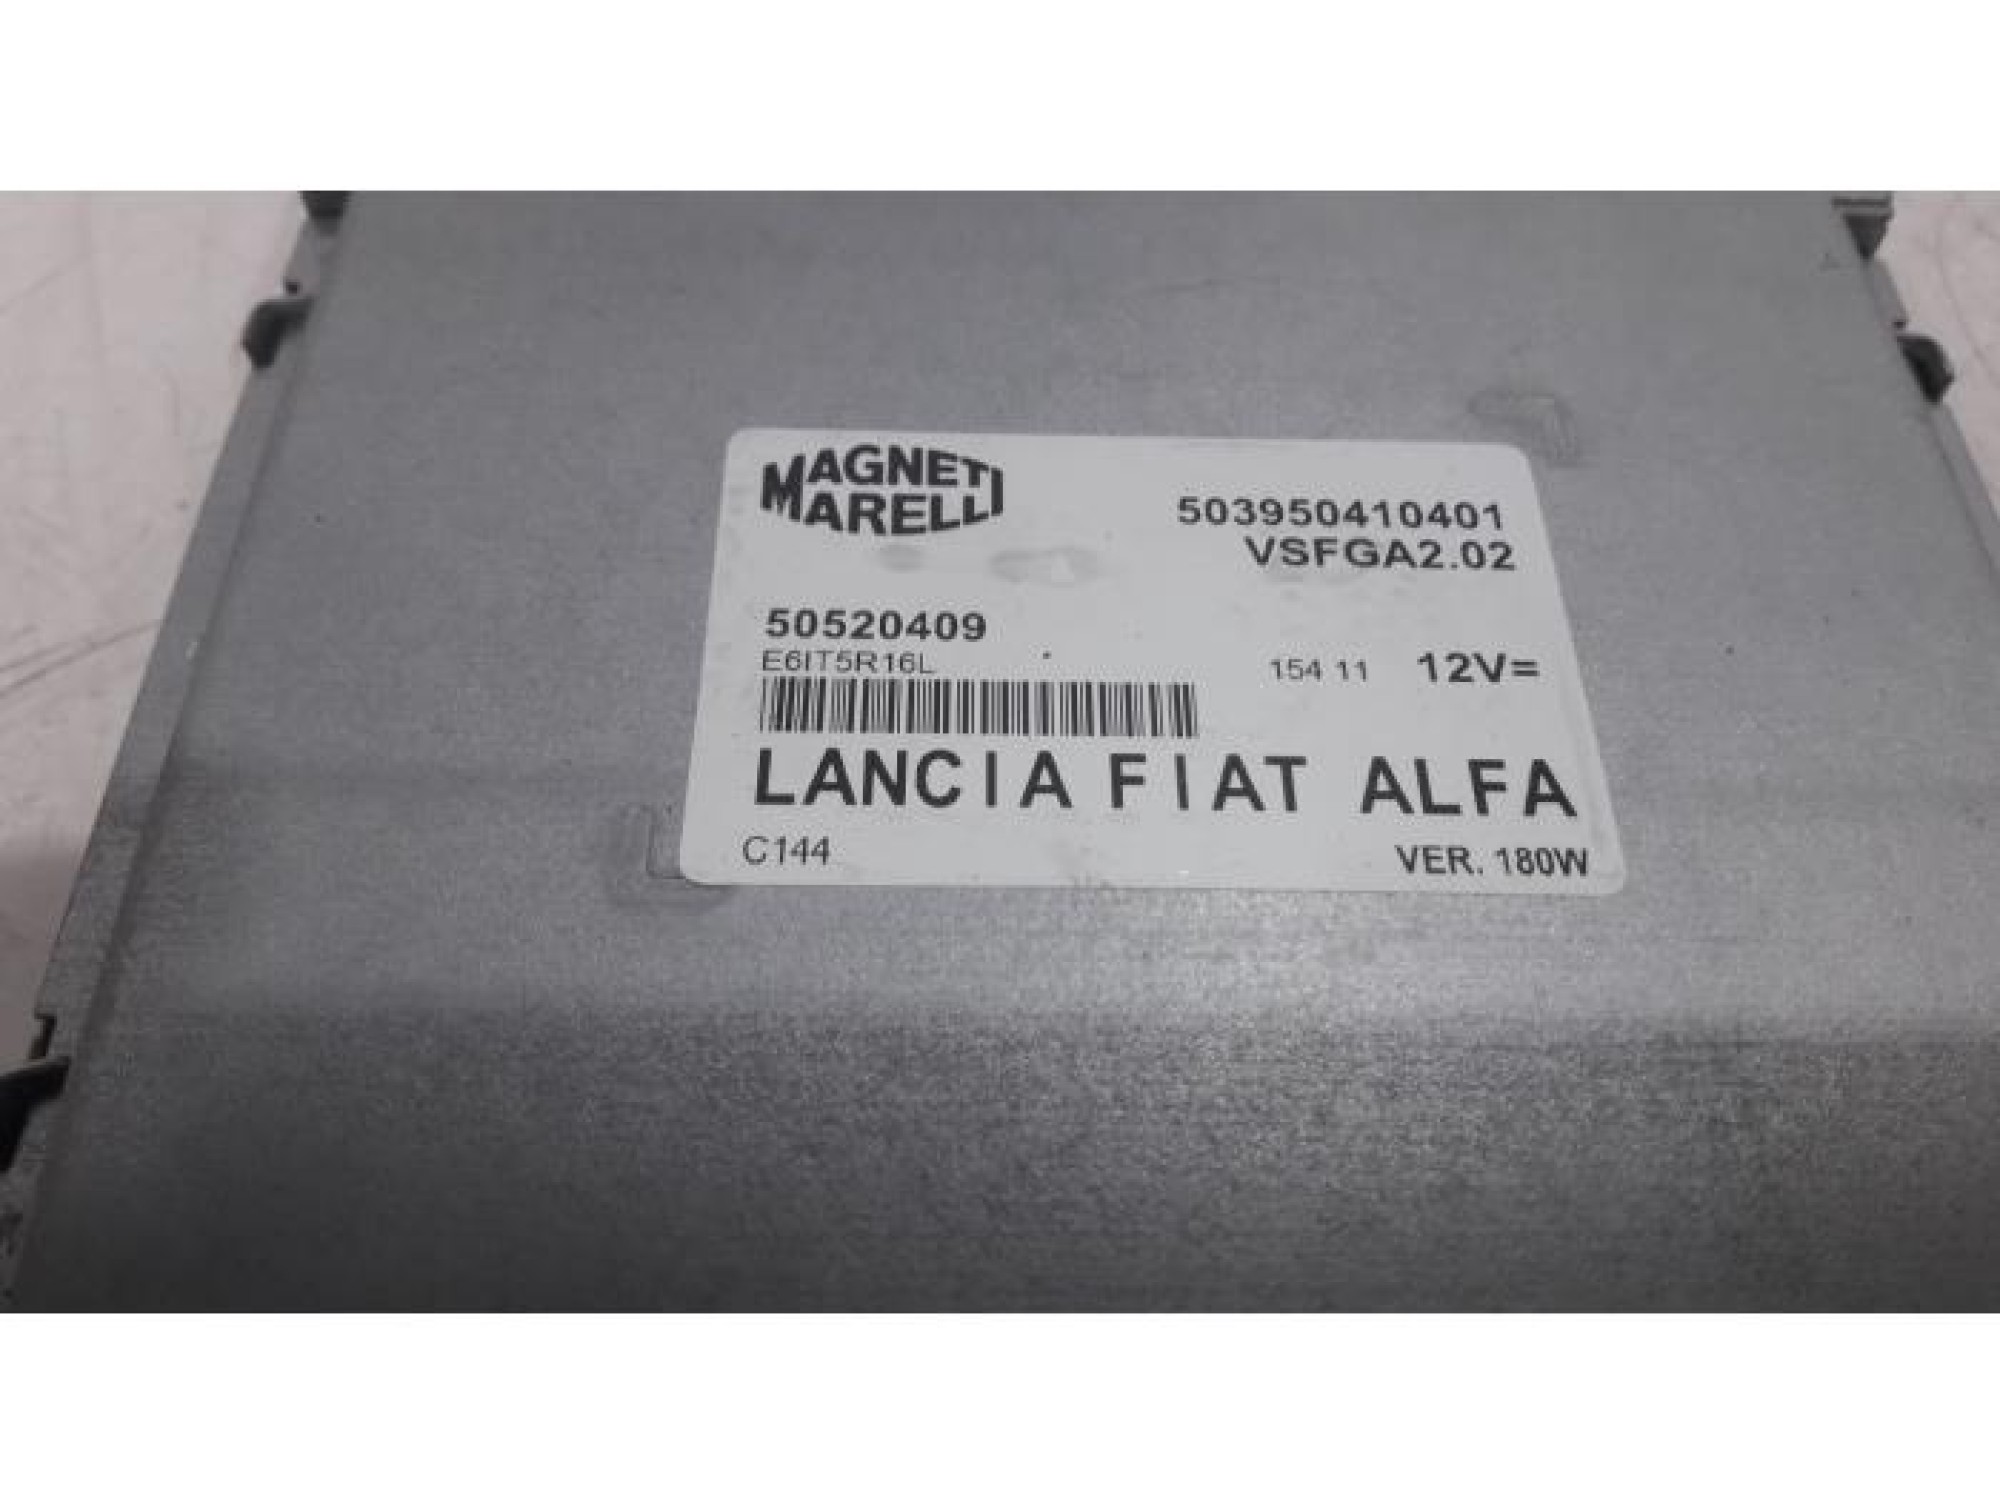 MAGNETI
MARELLI
503950410401
VSFGA2.02
50520409
E6IT5R16L
154 11 12V=
LANCIA FIAT ALFA
C144
VER. 180W